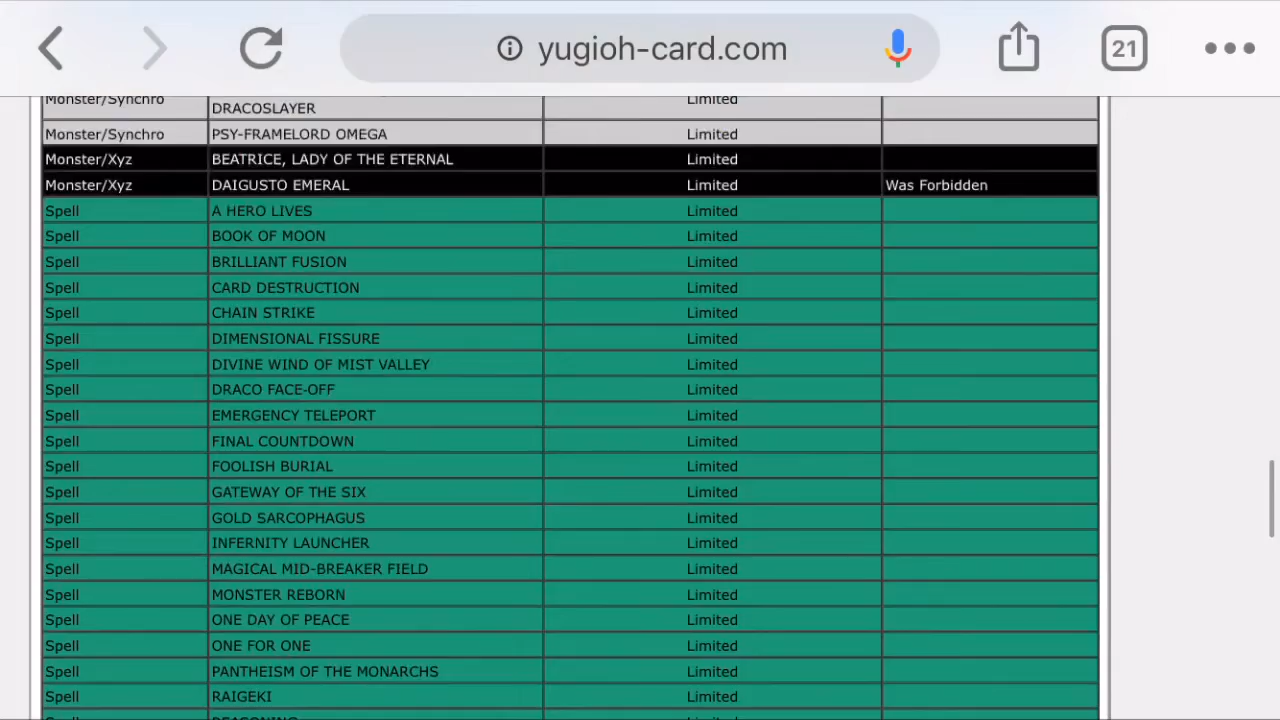 yugioh-card.com 21
Monster/Synchro DRACOSLAYER Limited
Monster/Synchro PSY-FRAMELORD OMEGA Limited
Monster/Xyz BEATRICE, LADY OF THE ETERNAL Limited
Monster/Xyz DAIGUSTO EMERAL Limited Was Forbidden
Spell A HERO LIVES Limited
Spell BOOK OF MOON Limited
Spell BRILLIANT FUSION Limited
Spell CARD DESTRUCTION Limited
Spell CHAIN STRIKE Limited
Spell DIMENSIONAL FISSURE Limited
Spell DIVINE WIND OF MIST VALLEY Limited
Spell DRACO FACE-OFF Limited
Spell EMERGENCY TELEPORT Limited
Spell FINAL COUNTDOWN Limited
Spell FOOLISH BURIAL Limited
Spell GATEWAY OF THE SIX Limited
Spell GOLD SARCOPHAGUS Limited
Spell INFERNITY LAUNCHER Limited
Spell MAGICAL MID-BREAKER FIELD Limited
Spell MONSTER REBORN Limited
Spell ONE DAY OF PEACE Limited
Spell ONE FOR ONE Limited
Spell PANTHEISM OF THE MONARCHS Limited
Spell RAIGEKI Limited